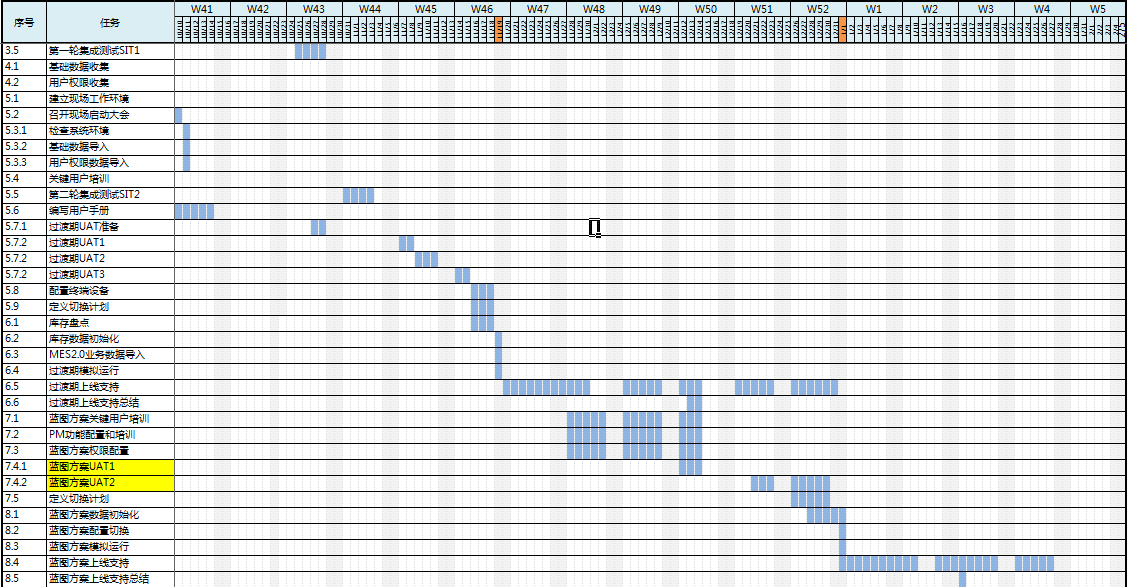 序号 任务 W41 W42 W43 W44 W45 W46 W47 W48 W49 W50 W51 W52 W1 W2 W3 W4 W5
3.5 第一轮集成测试SIT1
4.1 基础数据收集
4.2 用户权限收集
5.1 建立现场工作环境
5.2 召开现场启动大会
5.3.1 检查系统环境
5.3.2 基础数据导入
5.3.3 用户权限数据导入
5.4 关键用户培训
5.5 第二轮集成测试SIT2
5.6 编写用户手册
5.7.1 过渡期UAT准备
5.7.2 过渡期UAT1
5.7.2 过渡期UAT2
5.7.2 过渡期UAT3
5.8 配置终端设备
5.9 定义切换计划
6.1 库存盘点
6.2 库存数据初始化
6.3 MES2.0业务数据导入
6.4 过渡期模拟运行
6.5 过渡期上线支持
6.6 过渡期上线支持总结
7.1 蓝图方案关键用户培训
7.2 PM功能配置和培训
7.3 蓝图方案权限配置
7.4.1 蓝图方案UAT1
7.4.2 蓝图方案UAT2
7.5 定义切换计划
8.1 蓝图方案数据初始化
8.2 蓝图方案配置切换
8.3 蓝图方案模拟运行
8.4 蓝图方案上线支持
8.5 蓝图方案上线支持总结